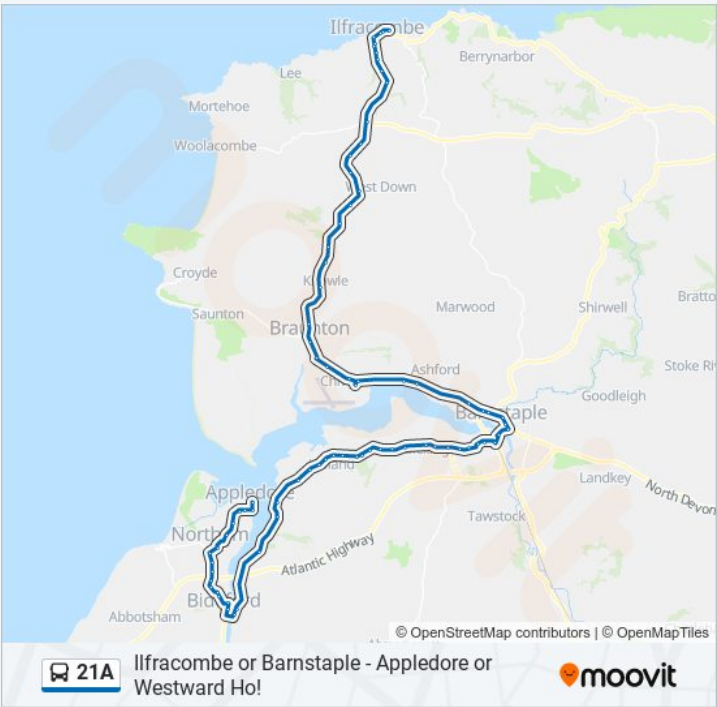 Ilfracombe
Berrynarbor
Lee
Mortehoe
Woolacombe
West Down
Croyde
Knowle
Saunton
Marwood
Shirwell
Bratto
Braunton
Ashford
Stoke Riv
Goodleigh
Barnstaple
Landkey
North Devon
Appledore
Tawstock
Northam
Atlantic Highway
Bideford
Abbotsham
© OpenStreetMap contributors | © OpenMapTiles
21A
Ilfracombe or Barnstaple - Appledore or
Westward Ho!
moovit